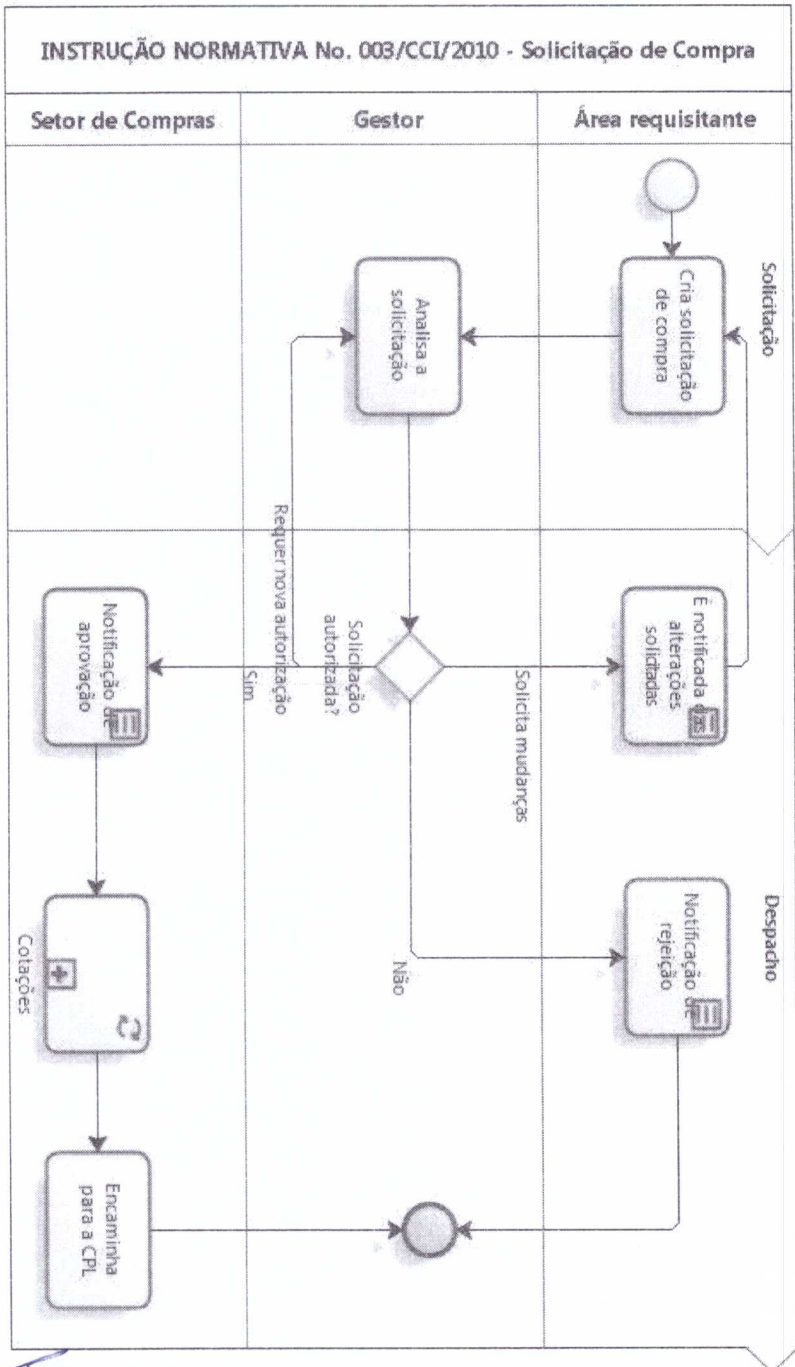 INSTRUÇÃO NORMATIVA No. 003/CCI/2010 - Solicitação de Compra
Setor de Compras
Gestor
Área requisitante
Solicitação
Despacho
Cria solicitação
de compra
Analisa a
solicitação
É notificada das
alterações
solicitadas
Solicita mudanças
Solicitação
autorizada?
Requer nova autorização
Sim
Não
Notificação de
rejeição
Notificação de
aprovação
Cotações
Encaminha
para a CPL